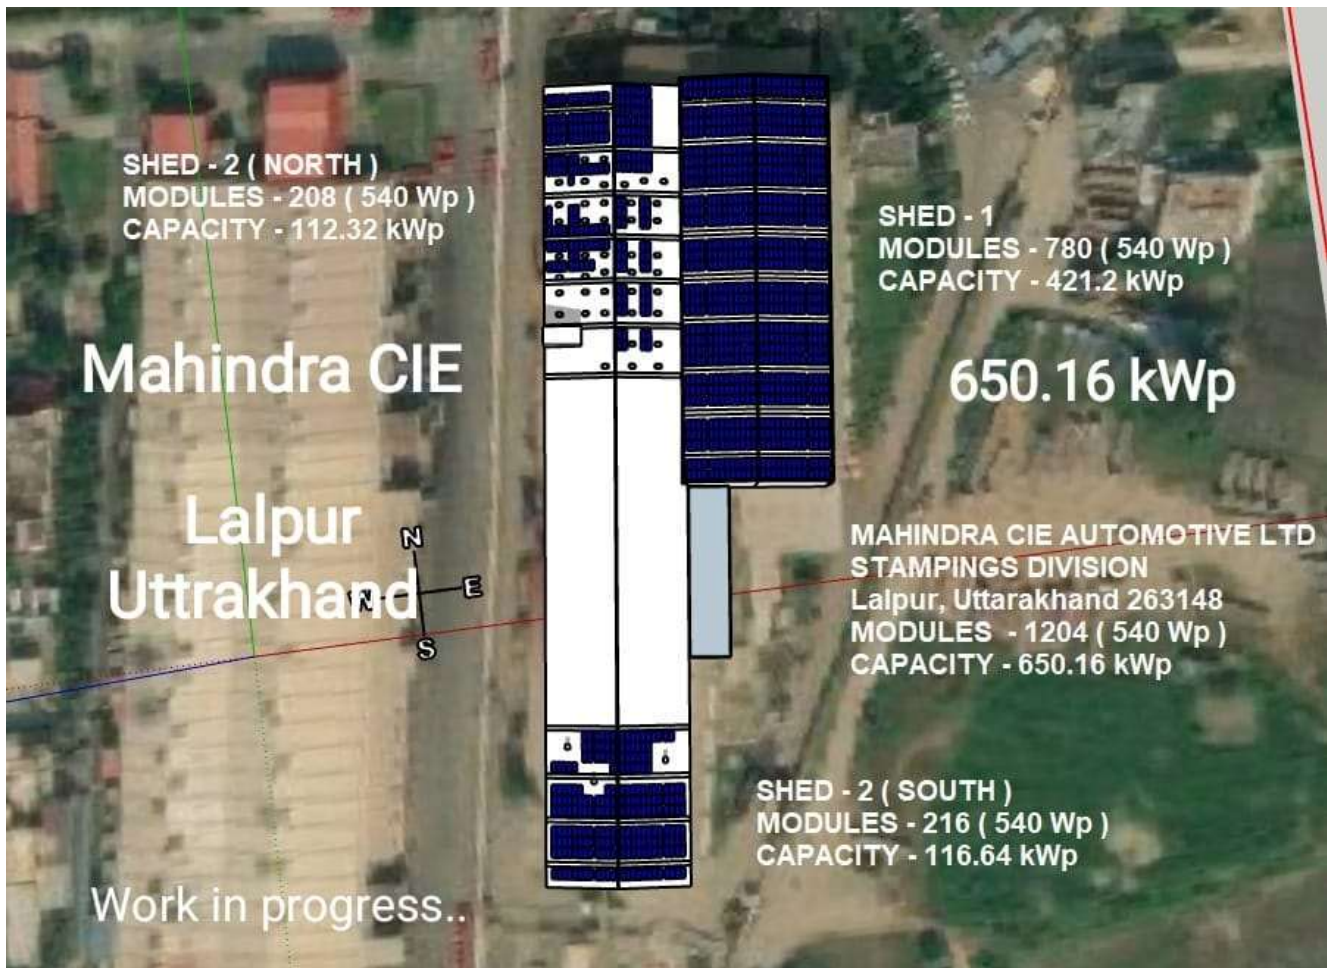 SHED - 2 ( NORTH )
MODULES - 208 ( 540 Wp )
CAPACITY - 112.32 kWp
SHED - 1
MODULES - 780 ( 540 Wp )
CAPACITY - 421.2 kWp
Mahindra CIE
650.16 kWp
Lalpur
Uttrakhand
N
E
W
S
MAHINDRA CIE AUTOMOTIVE LTD
STAMPINGS DIVISION
Lalpur, Uttarakhand 263148
MODULES - 1204 ( 540 Wp )
CAPACITY - 650.16 kWp
SHED - 2 ( SOUTH )
MODULES - 216 ( 540 Wp )
CAPACITY - 116.64 kWp
Work in progress..